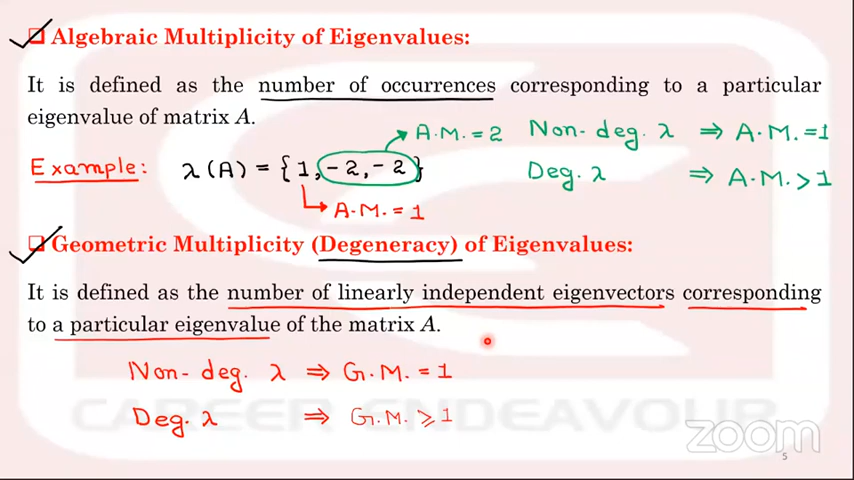 Algebraic Multiplicity of Eigenvalues:
It is defined as the number of occurrences corresponding to a particular
eigenvalue of matrix A.
A.M. = 2
Non-deg. λ ⇒ A.M. = 1
Example: λ(A) = {1, -2, -2}
Deg. λ ⇒ A.M. > 1
A.M. = 1
Geometric Multiplicity (Degeneracy) of Eigenvalues:
It is defined as the number of linearly independent eigenvectors corresponding
to a particular eigenvalue of the matrix A.
Non-deg. λ ⇒ G.M. = 1
Deg. λ ⇒ G.M. ⩾ 1
CAREER ENDEAVOUR
zoom
5